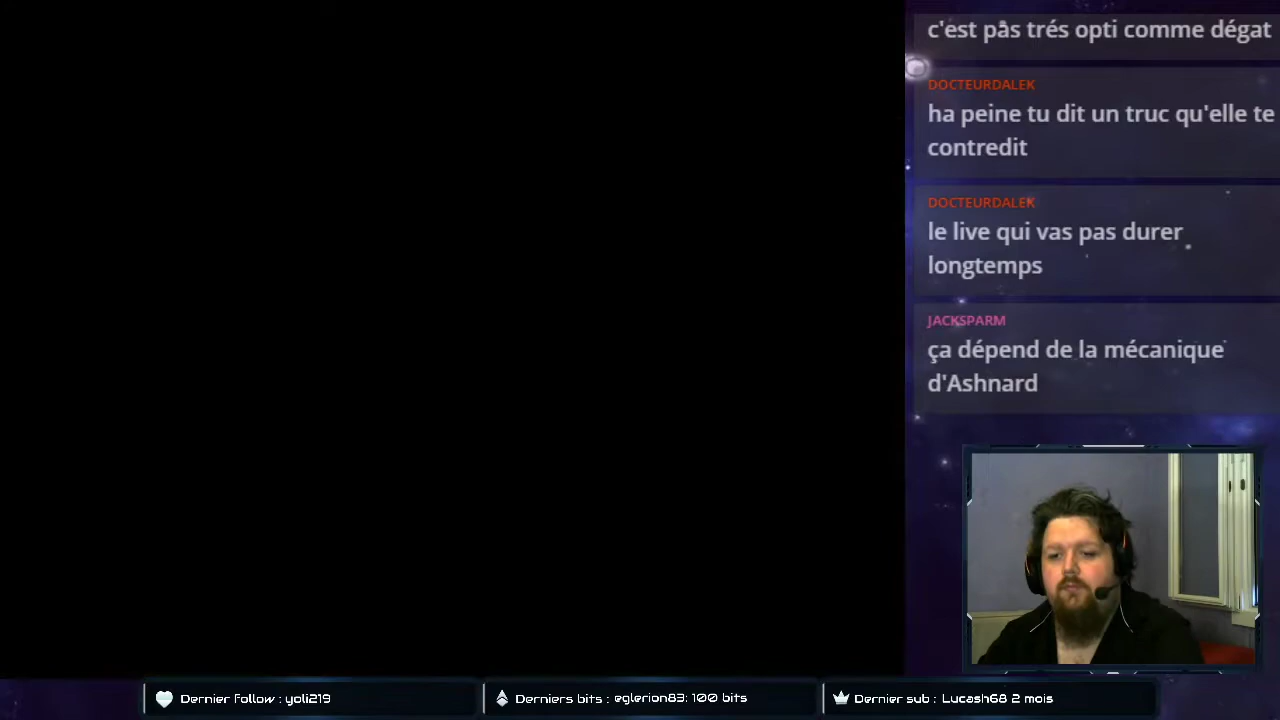 c'est pas trés opti comme dégat
DOCTEURDALEK
ha peine tu dit un truc qu'elle te
contredit
DOCTEURDALEK
le live qui vas pas durer
longtemps
JACKSPARM
ça dépend de la mécanique
d'Ashnard
Dernier Follow : yoli219
Derniers bits : eglerion83: 100 bits
Dernier sub : Lucash68 2 mois